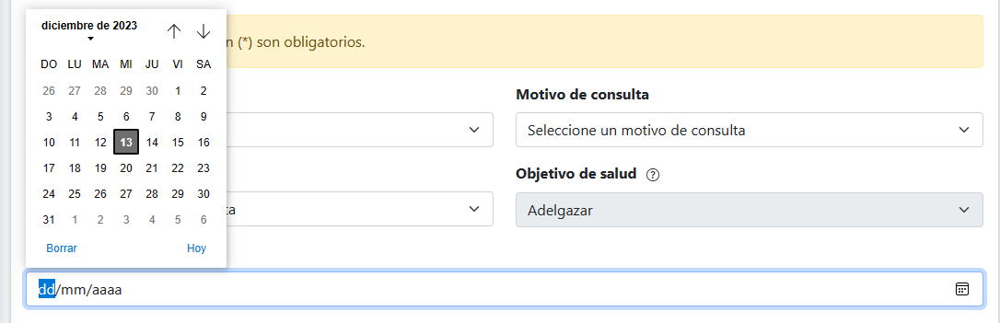 diciembre de 2023
(*) son obligatorios.
DO LU MA MI JU VI SA
26 27 28 29 30 1 2
3 4 5 6 7 8 9
10 11 12 13 14 15 16
17 18 19 20 21 22 23
24 25 26 27 28 29 30
31 1 2 3 4 5 6
Borrar Hoy
Motivo de consulta
Seleccione un motivo de consulta
Objetivo de salud
Adelgazar
dd/mm/aaaa